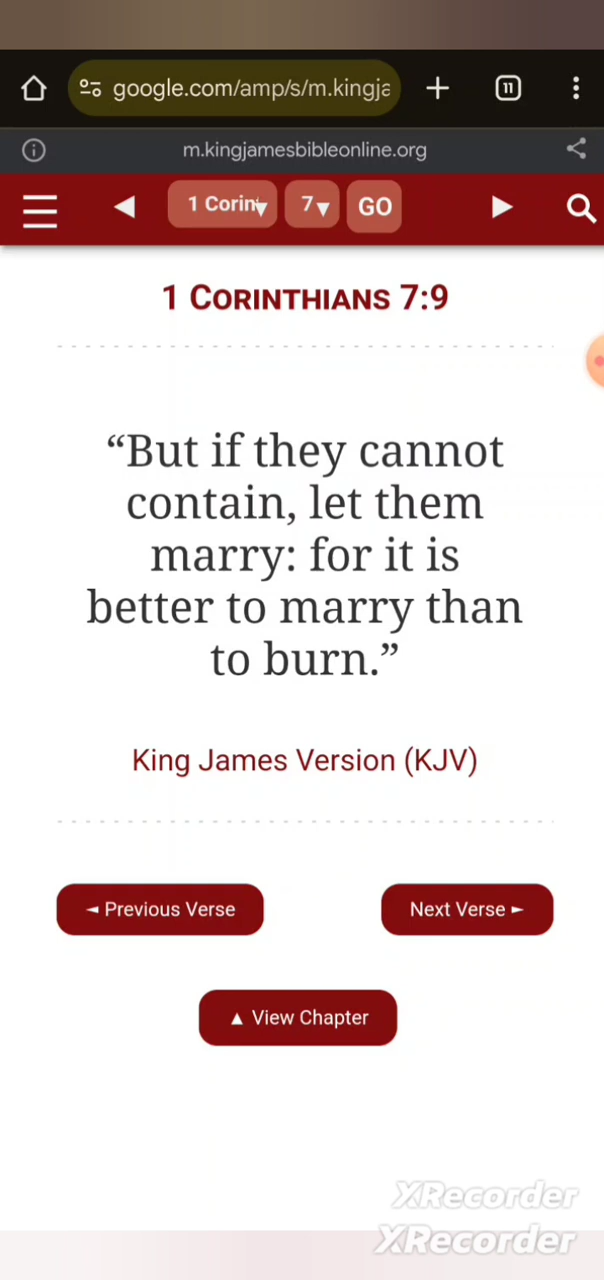 google.com/amp/s/m.kingja
11
m.kingjamesbibleonline.org
1 Corin
7
GO
1 CORINTHIANS 7:9
“But if they cannot
contain, let them
marry: for it is
better to marry than
to burn.”
King James Version (KJV)
◄ Previous Verse
Next Verse ►
▲ View Chapter
XRecorder
XRecorder